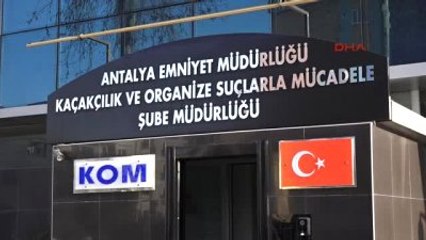 DHA
ANTALYA EMNİYET MÜDÜRLÜĞÜ
KAÇAKÇILIK VE ORGANİZE SUÇLARLA MÜCADELE
ŞUBE MÜDÜRLÜĞÜ
KOM